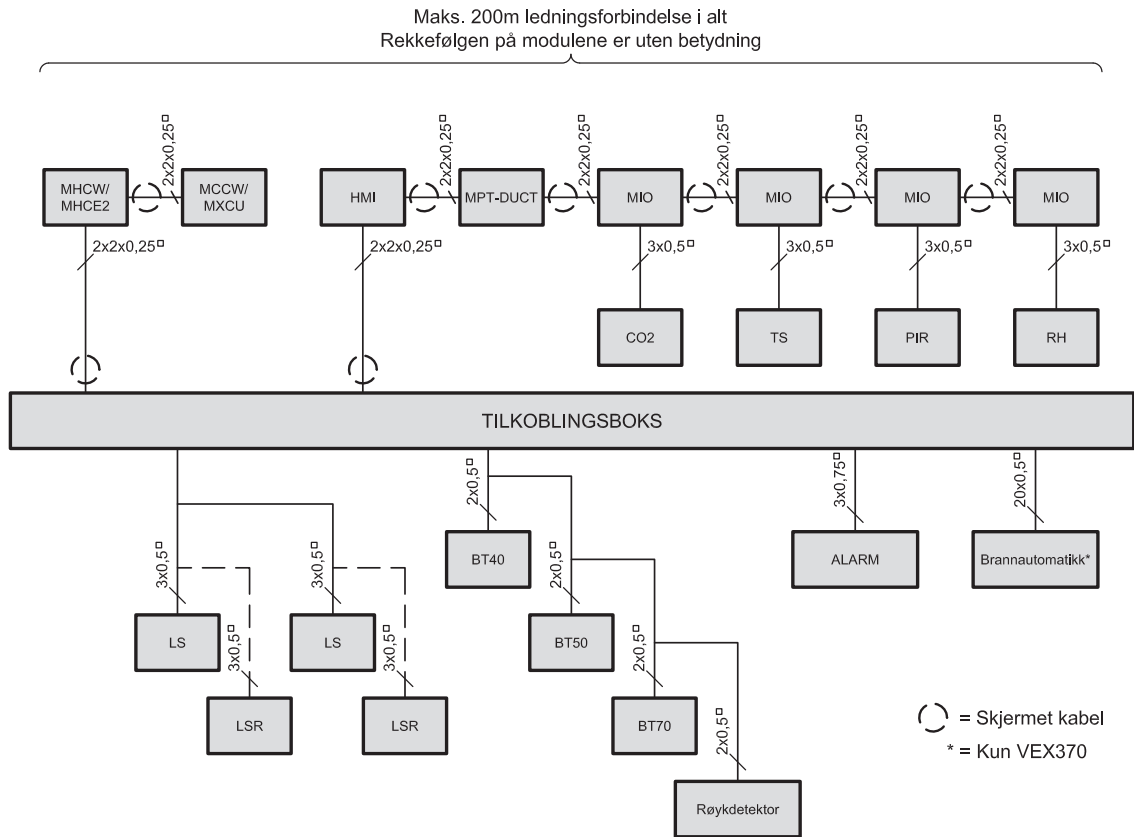 Maks. 200m ledningsforbindelse i alt
Rekkefølgen på modulene er uten betydning
2x2x0,25□
2x2x0,25□
2x2x0,25□
2x2x0,25□
2x2x0,25□
2x2x0,25□
MHCW/
MHCE2
MCCW/
MXCU
HMI
MPT-DUCT
MIO
MIO
MIO
MIO
2x2x0,25□
2x2x0,25□
3x0,5□
3x0,5□
3x0,5□
3x0,5□
CO2
TS
PIR
RH
TILKOBLINGSBOKS
2x0,5□
3x0,75□
20x0,5□
BT40
ALARM
Brannautomatikk*
3x0,5□
3x0,5□
2x0,5□
LS
LS
BT50
3x0,5□
3x0,5□
2x0,5□
LSR
LSR
BT70
2x0,5□
Røykdetektor
= Skjermet kabel
* = Kun VEX370